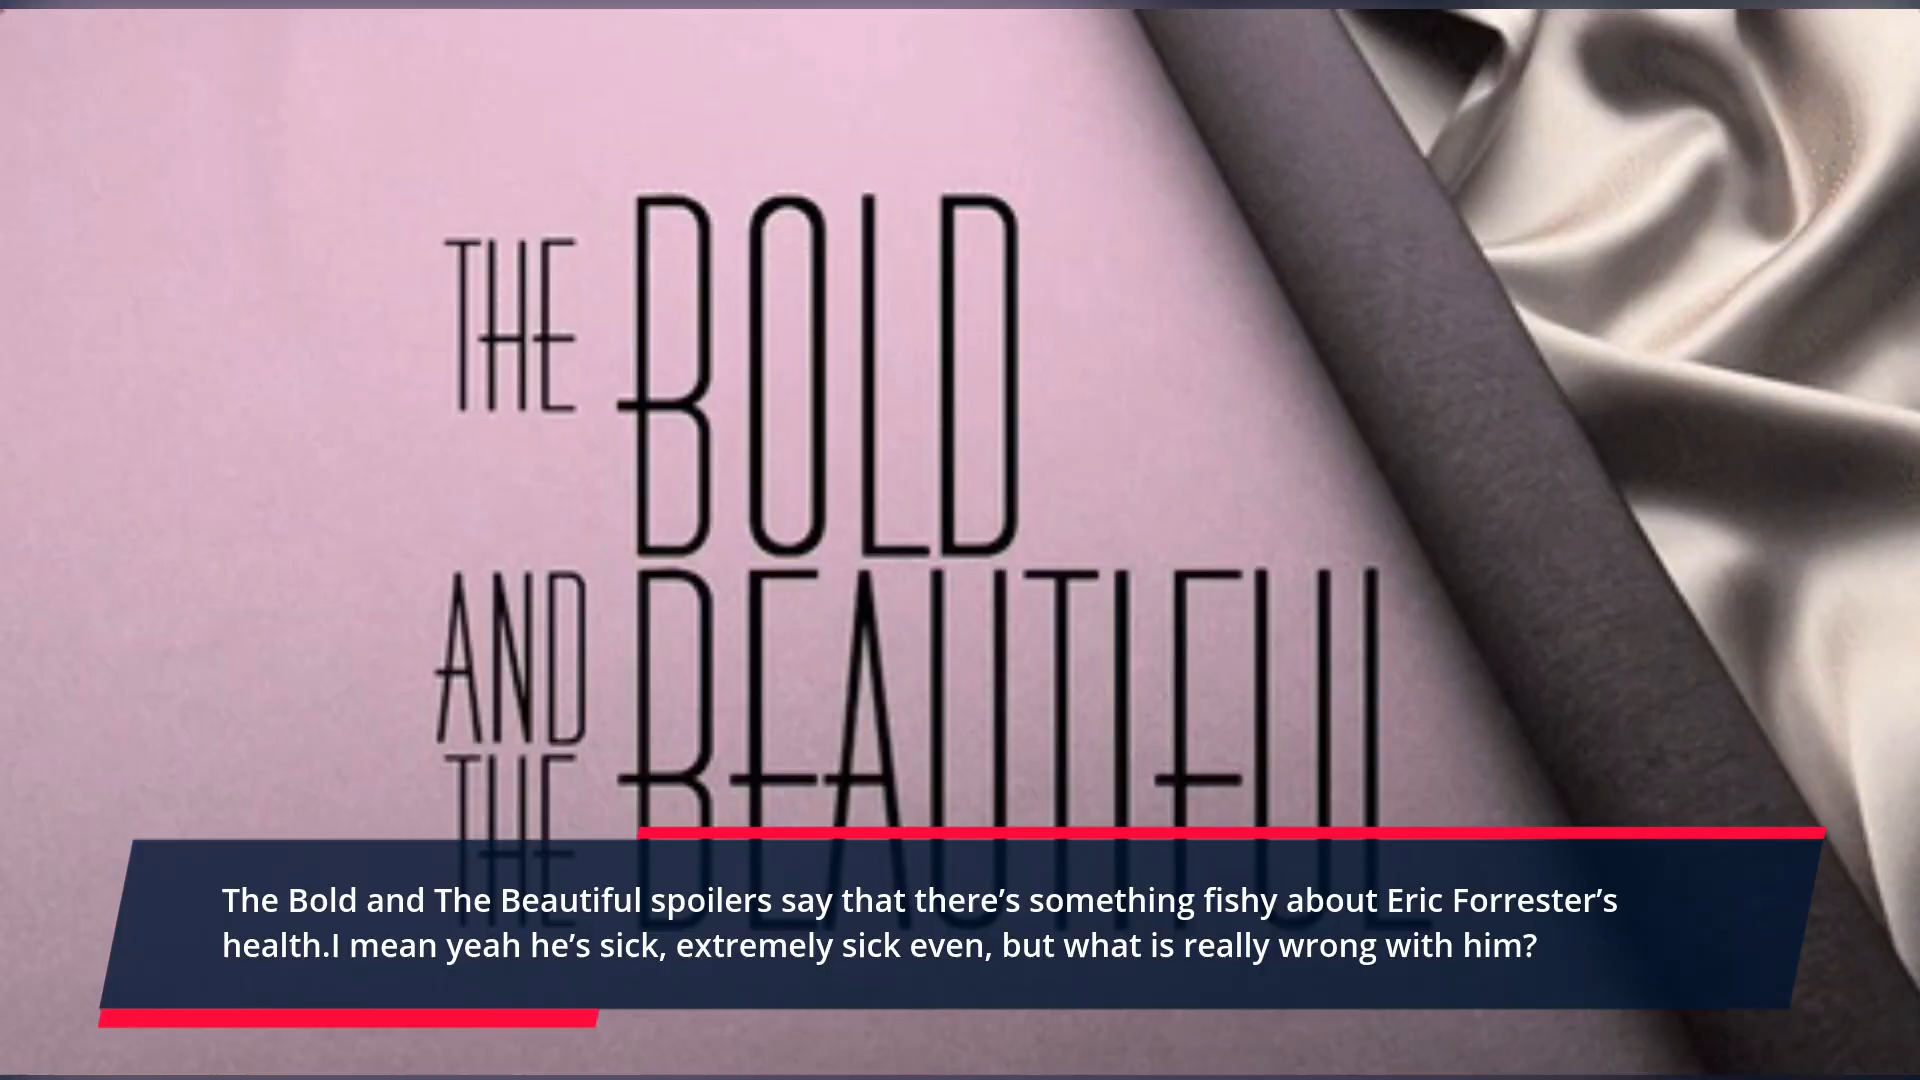 THE BOLD
AND BEAUTIFUL
THE
The Bold and The Beautiful spoilers say that there’s something fishy about Eric Forrester’s
health.I mean yeah he’s sick, extremely sick even, but what is really wrong with him?